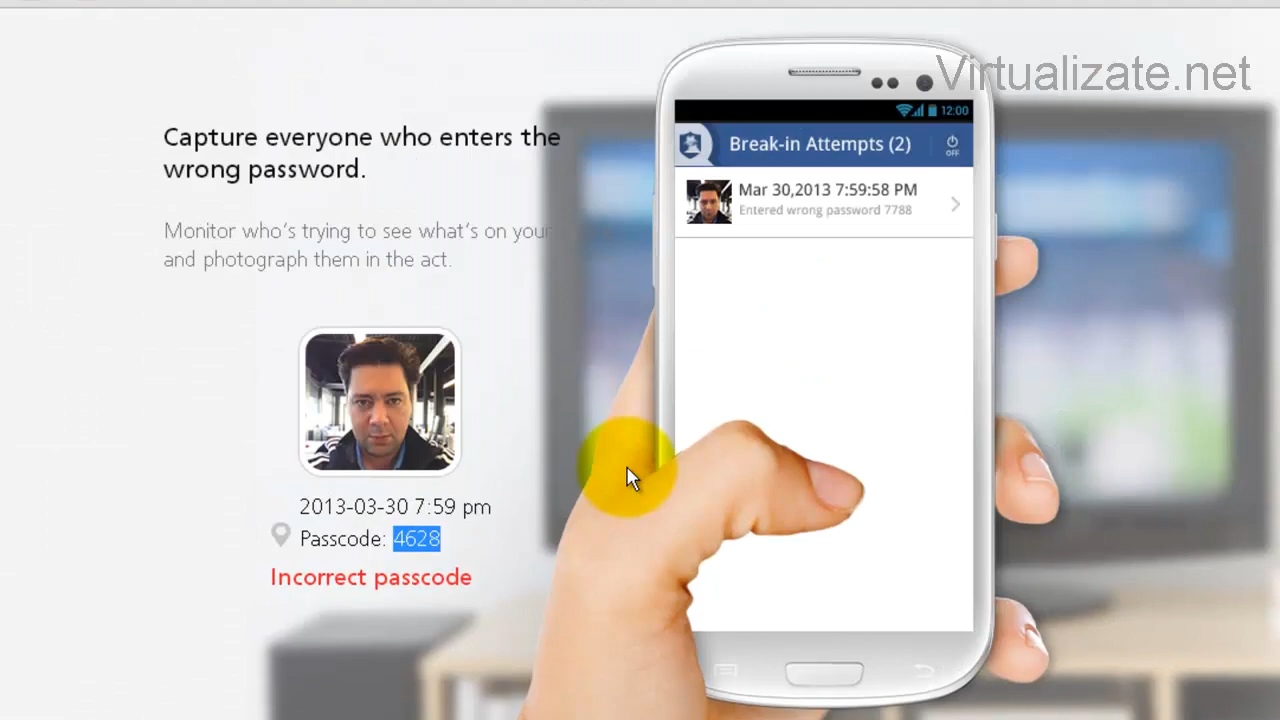 Virtualizate.net
Capture everyone who enters the
wrong password.
Monitor who's trying to see what's on your
and photograph them in the act.
2013-03-30 7:59 pm
Passcode: 4628
Incorrect passcode
12:00
Break-in Attempts (2)
OFF
Mar 30,2013 7:59:58 PM
Entered wrong password 7788